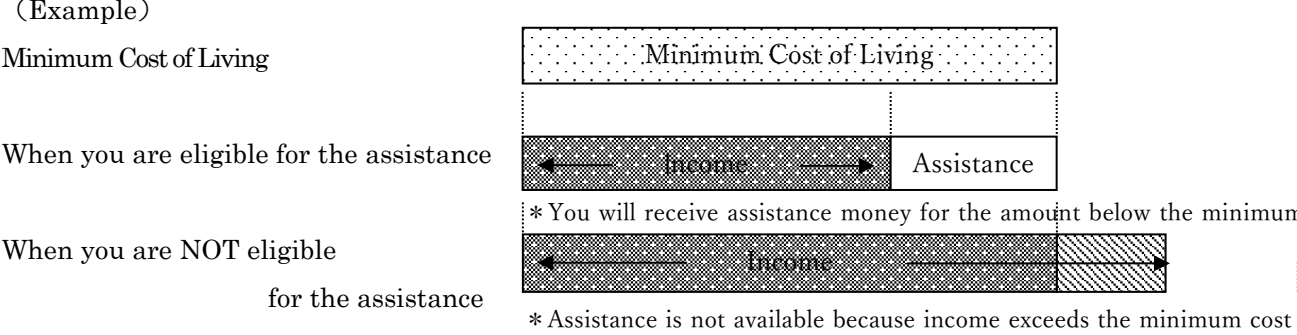 （Example）
Minimum Cost of Living
Minimum Cost of Living
When you are eligible for the assistance
Income
Assistance
＊You will receive assistance money for the amount below the minimum
When you are NOT eligible
for the assistance
Income
＊Assistance is not available because income exceeds the minimum cost